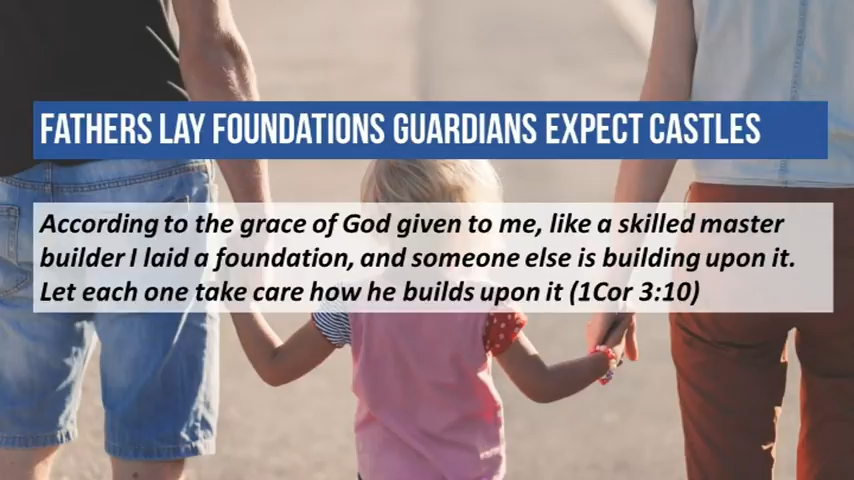 FATHERS LAY FOUNDATIONS GUARDIANS EXPECT CASTLES
According to the grace of God given to me, like a skilled master
builder I laid a foundation, and someone else is building upon it.
Let each one take care how he builds upon it (1Cor 3:10)